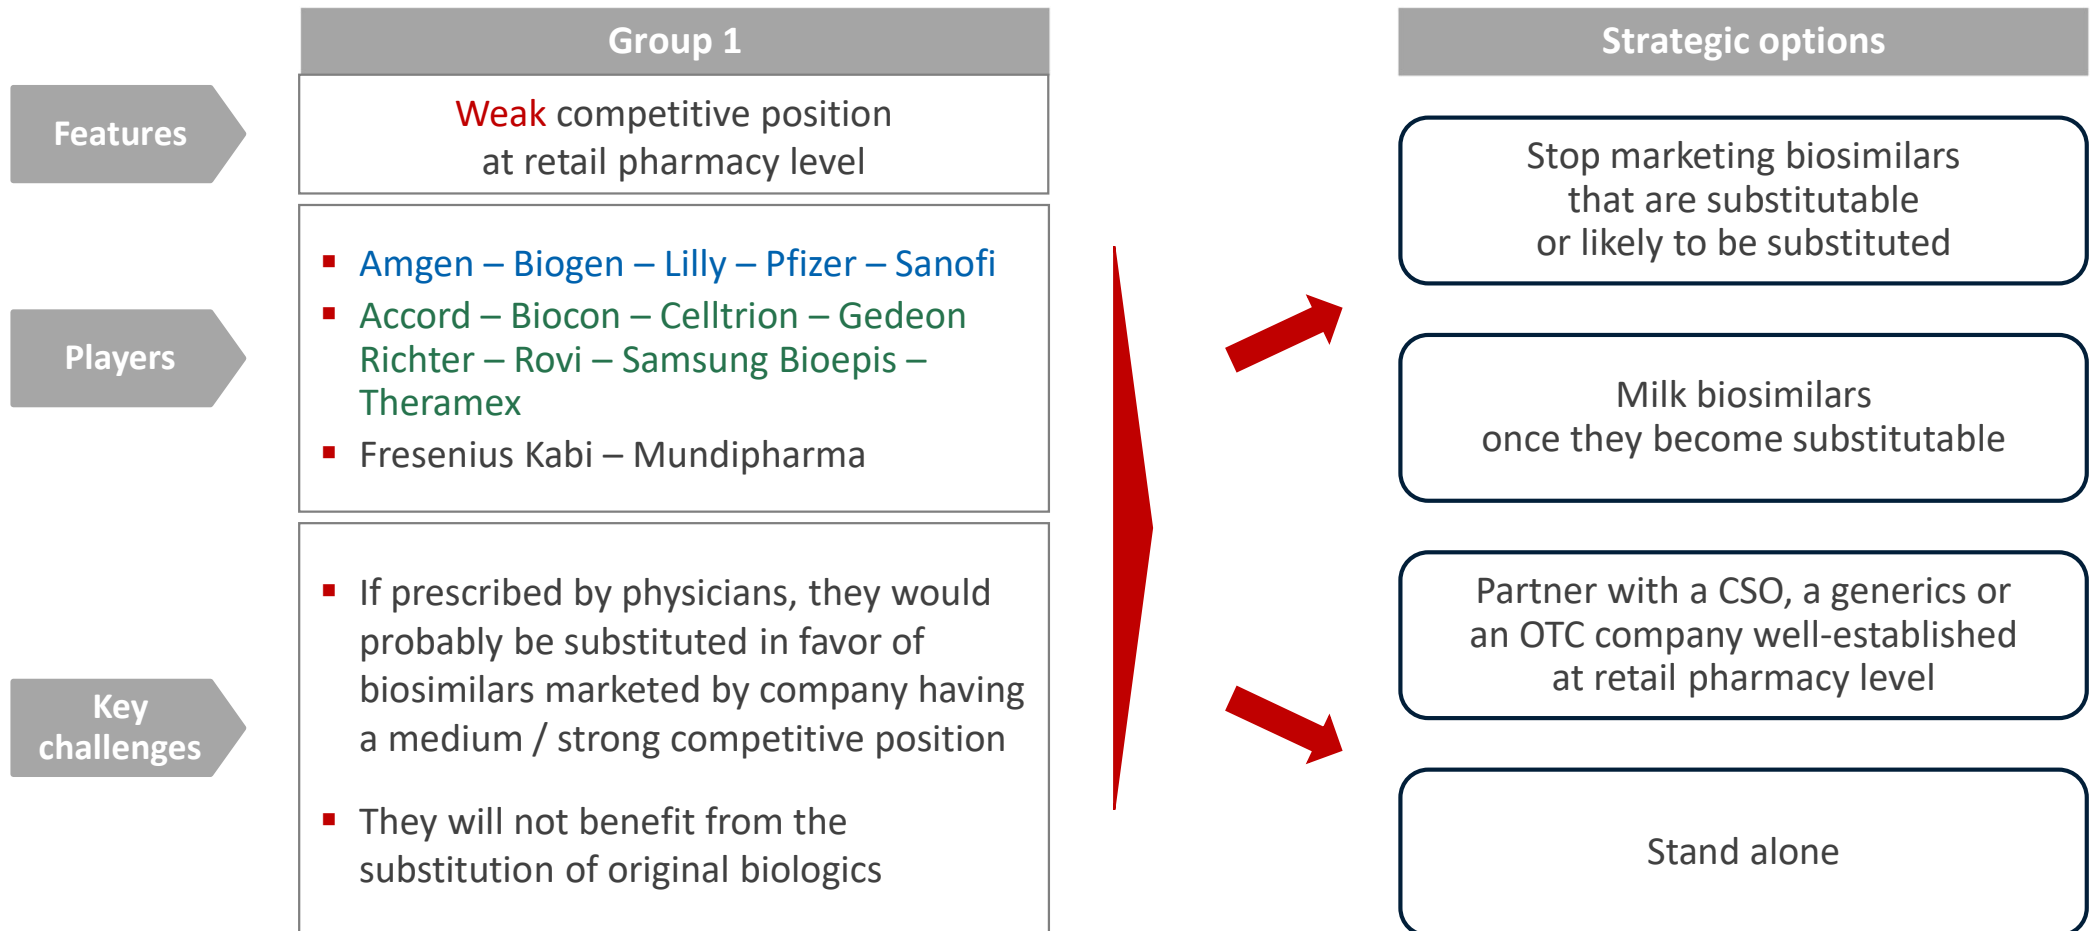 Group 1
Strategic options
Features
Weak competitive position
at retail pharmacy level
Players
▪ Amgen – Biogen – Lilly – Pfizer – Sanofi
▪ Accord – Biocon – Celltrion – Gedeon
Richter – Rovi – Samsung Bioepis –
Theramex
▪ Fresenius Kabi – Mundipharma
Key
challenges
▪ If prescribed by physicians, they would
probably be substituted in favor of
biosimilars marketed by company having
a medium / strong competitive position
▪ They will not benefit from the
substitution of original biologics
Stop marketing biosimilars
that are substitutable
or likely to be substituted
Milk biosimilars
once they become substitutable
Partner with a CSO, a generics or
an OTC company well-established
at retail pharmacy level
Stand alone